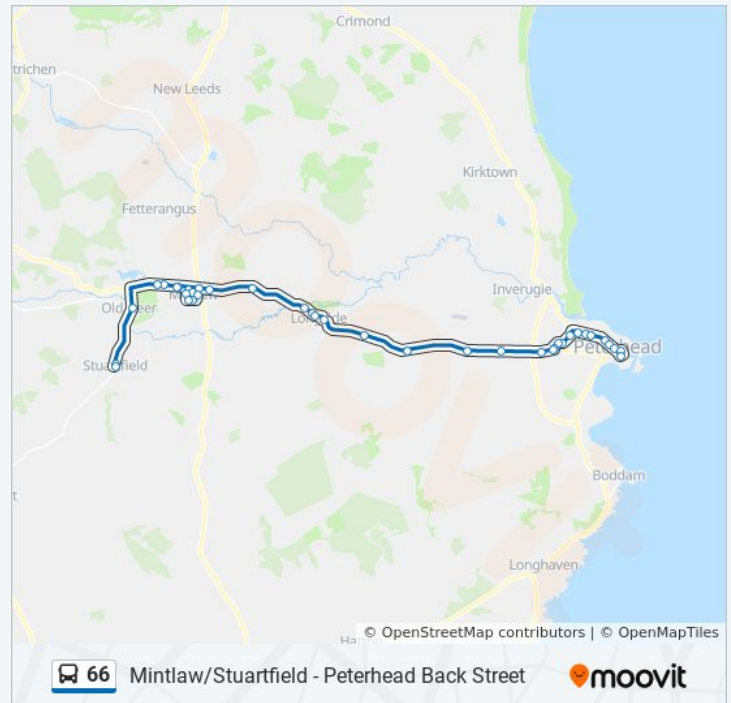 Crimond
trichen
New Leeds
Kirktown
Fetterangus
Inverugie
Old Deer
Longside
Peterhead
Stuartfield
Boddam
Longhaven
© OpenStreetMap contributors | © OpenMapTiles
66 Mintlaw/Stuartfield - Peterhead Back Street moovit